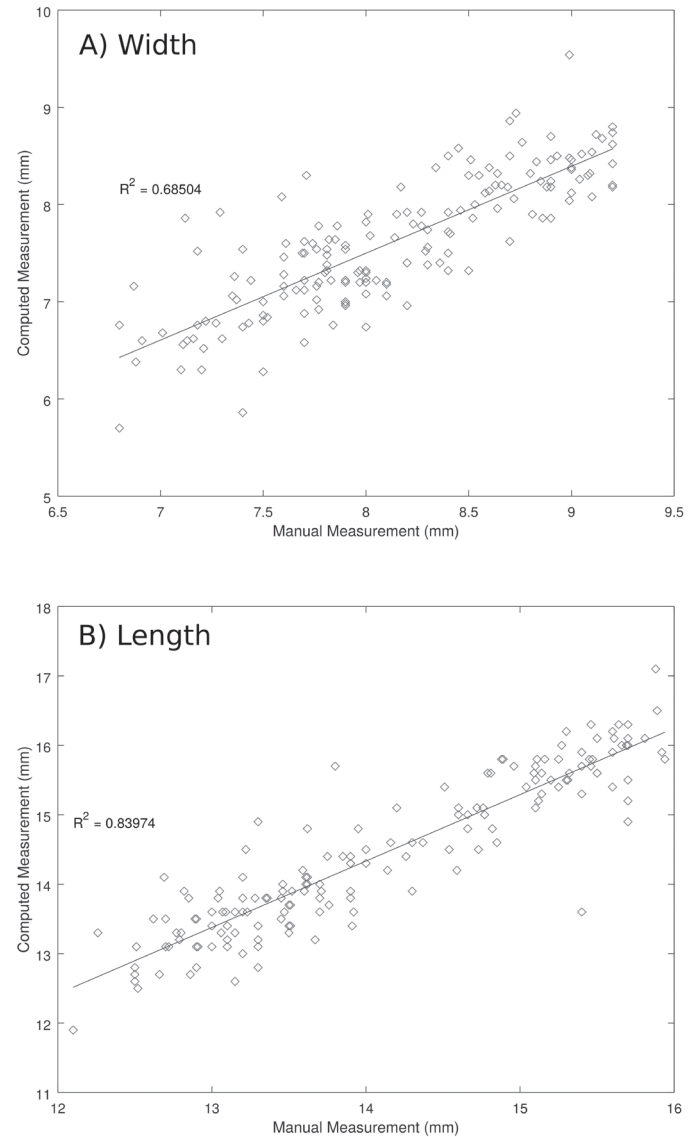 A) Width
10
9
8
7
6
5
R² = 0.68504
Computed Measurement (mm)
6.5 7 7.5 8 8.5 9 9.5
Manual Measurement (mm)
B) Length
18
17
16
15
14
13
12
11
R² = 0.83974
Computed Measurement (mm)
12 13 14 15 16
Manual Measurement (mm)